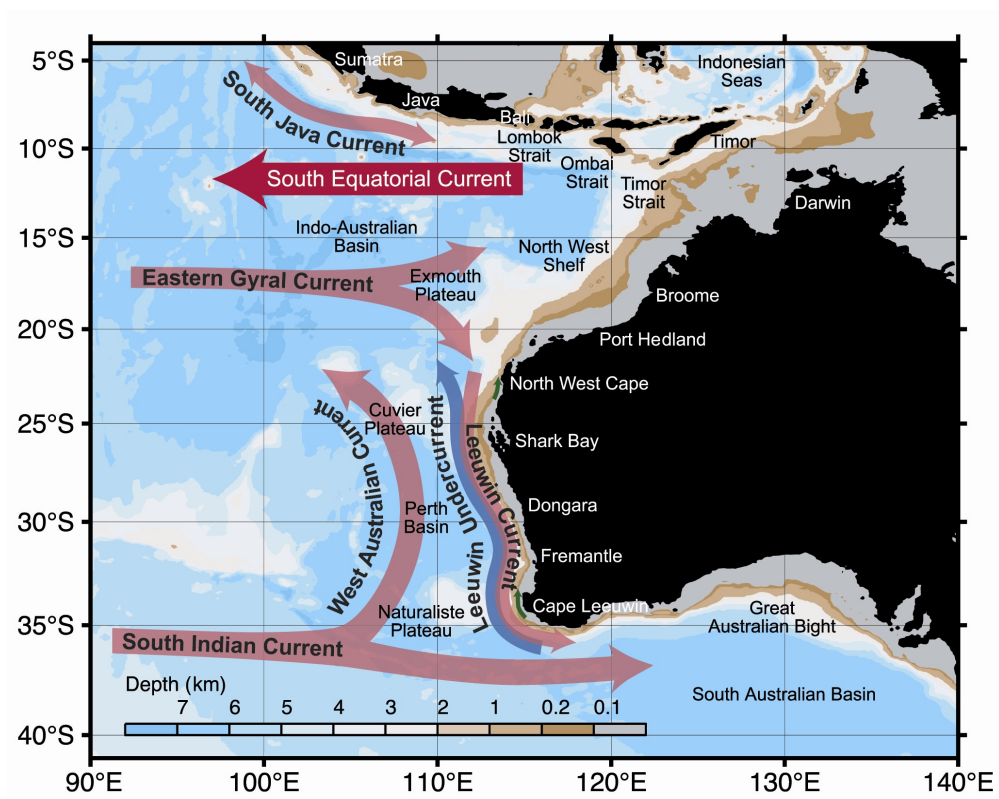 5°S
10°S
15°S
20°S
25°S
30°S
35°S
40°S
Sumatra
Java
Bali
Indonesian
Seas
South Java Current
Lombok
Strait
Ombai
Strait
Timor
Timor
Strait
South Equatorial Current
Darwin
Indo-Australian
Basin
North West
Shelf
Eastern Gyral Current
Exmouth
Plateau
Broome
Port Hedland
North West Cape
Cuvier
Plateau
West Australian Current
Leeuwin Undercurrent
Leeuwin Current
Shark Bay
Perth
Basin
Dongara
Fremantle
Naturaliste
Plateau
Cape Leeuwin
Great
Australian Bight
South Indian Current
South Australian Basin
Depth (km)
7 6 5 4 3 2 1 0.2 0.1
90°E 100°E 110°E 120°E 130°E 140°E